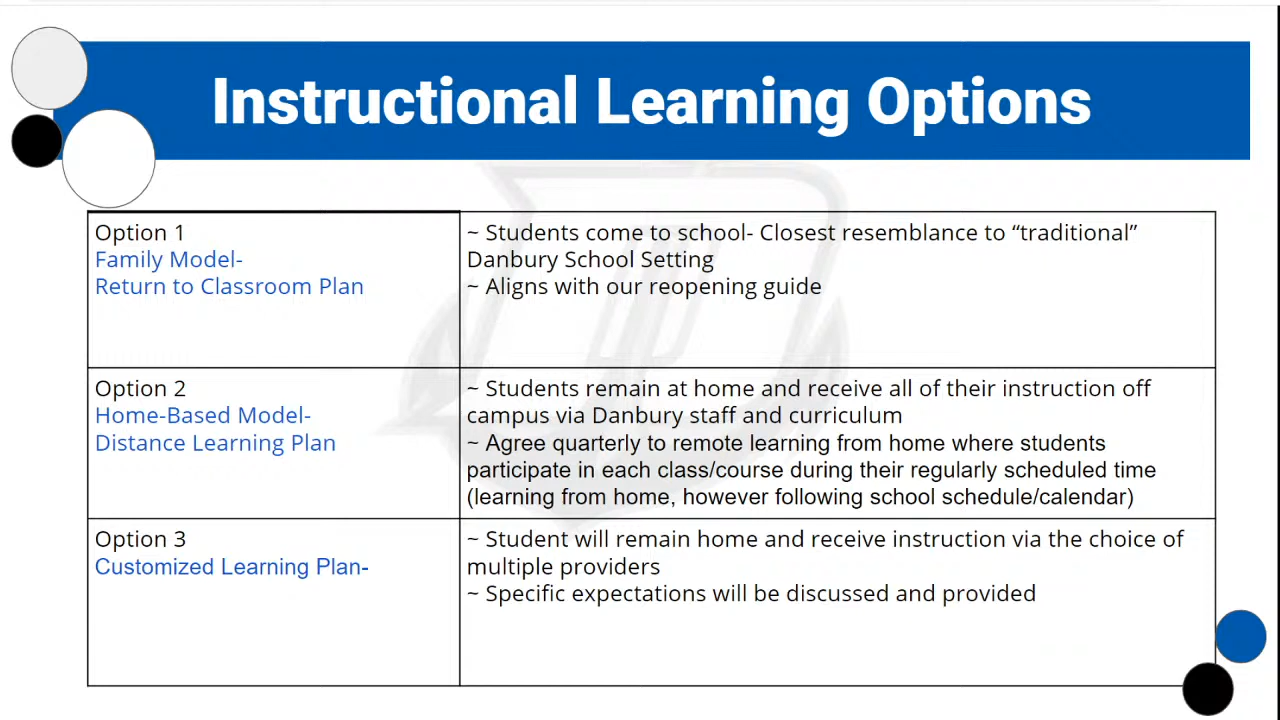 Instructional Learning Options
Option 1
Family Model-
Return to Classroom Plan
~ Students come to school- Closest resemblance to “traditional”
Danbury School Setting
~ Aligns with our reopening guide
Option 2
Home-Based Model-
Distance Learning Plan
~ Students remain at home and receive all of their instruction off
campus via Danbury staff and curriculum
~ Agree quarterly to remote learning from home where students
participate in each class/course during their regularly scheduled time
(learning from home, however following school schedule/calendar)
Option 3
Customized Learning Plan-
~ Student will remain home and receive instruction via the choice of
multiple providers
~ Specific expectations will be discussed and provided